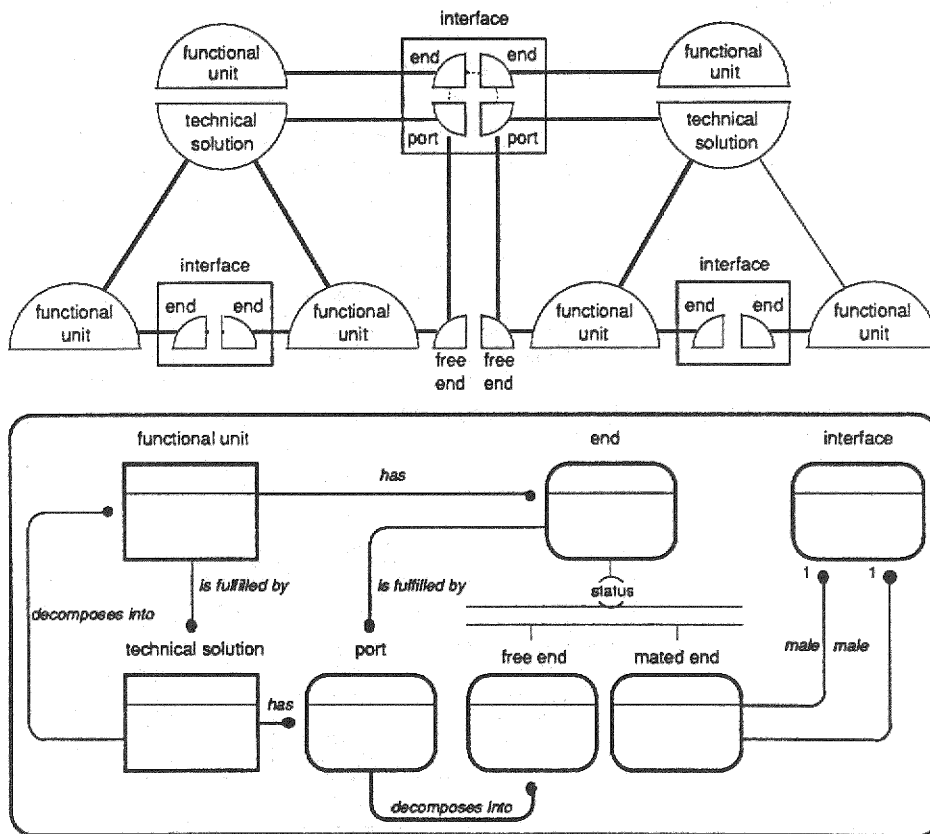 interface
functional
unit
end
end
functional
unit
technical
solution
port
port
technical
solution
interface
interface
functional
unit
end
end
functional
unit
functional
unit
end
end
functional
unit
free
end
free
end
functional unit
end
interface
has
is fulfilled by
is fulfilled by
decomposes into
status
1
1
technical solution
port
free end
mated end
male
male
has
decomposes into